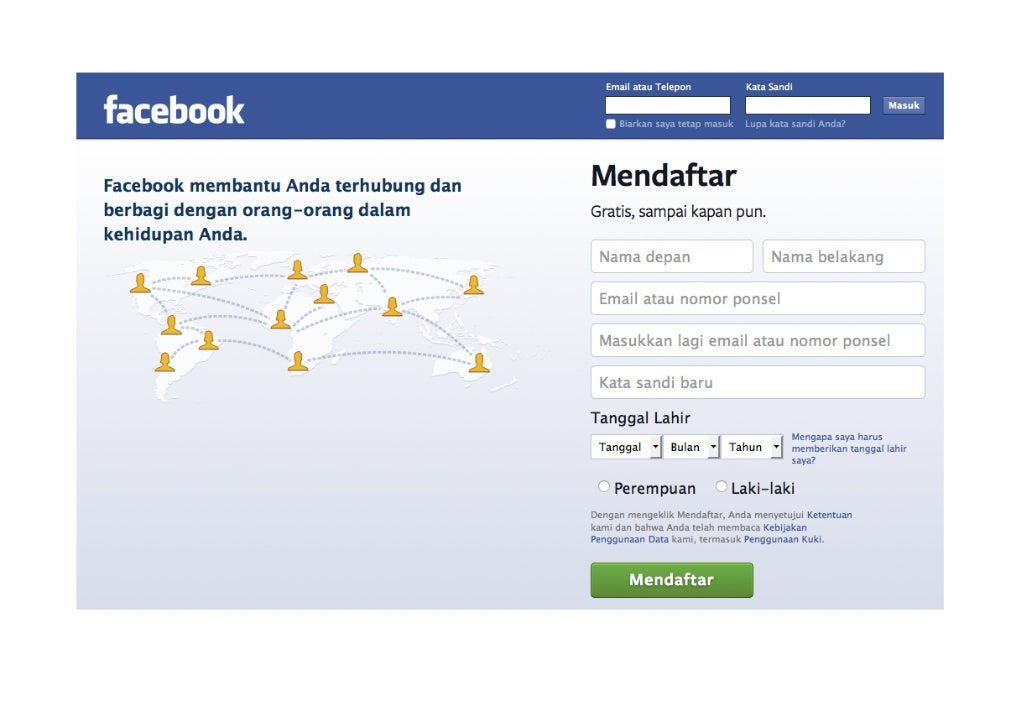 facebook
Email atau Telepon
Kata Sandi
Masuk
Biarkan saya tetap masuk
Lupa kata sandi Anda?
Facebook membantu Anda terhubung dan
berbagi dengan orang-orang dalam
kehidupan Anda.
Mendaftar
Gratis, sampai kapan pun.
Nama depan
Nama belakang
Email atau nomor ponsel
Masukkan lagi email atau nomor ponsel
Kata sandi baru
Tanggal Lahir
Tanggal
Bulan
Tahun
Mengapa saya harus
memberikan tanggal lahir
saya?
Perempuan
Laki-laki
Dengan mengeklik Mendaftar, Anda menyetujui Ketentuan
kami dan bahwa Anda telah membaca Kebijakan
Penggunaan Data kami, termasuk Penggunaan Kuki.
Mendaftar